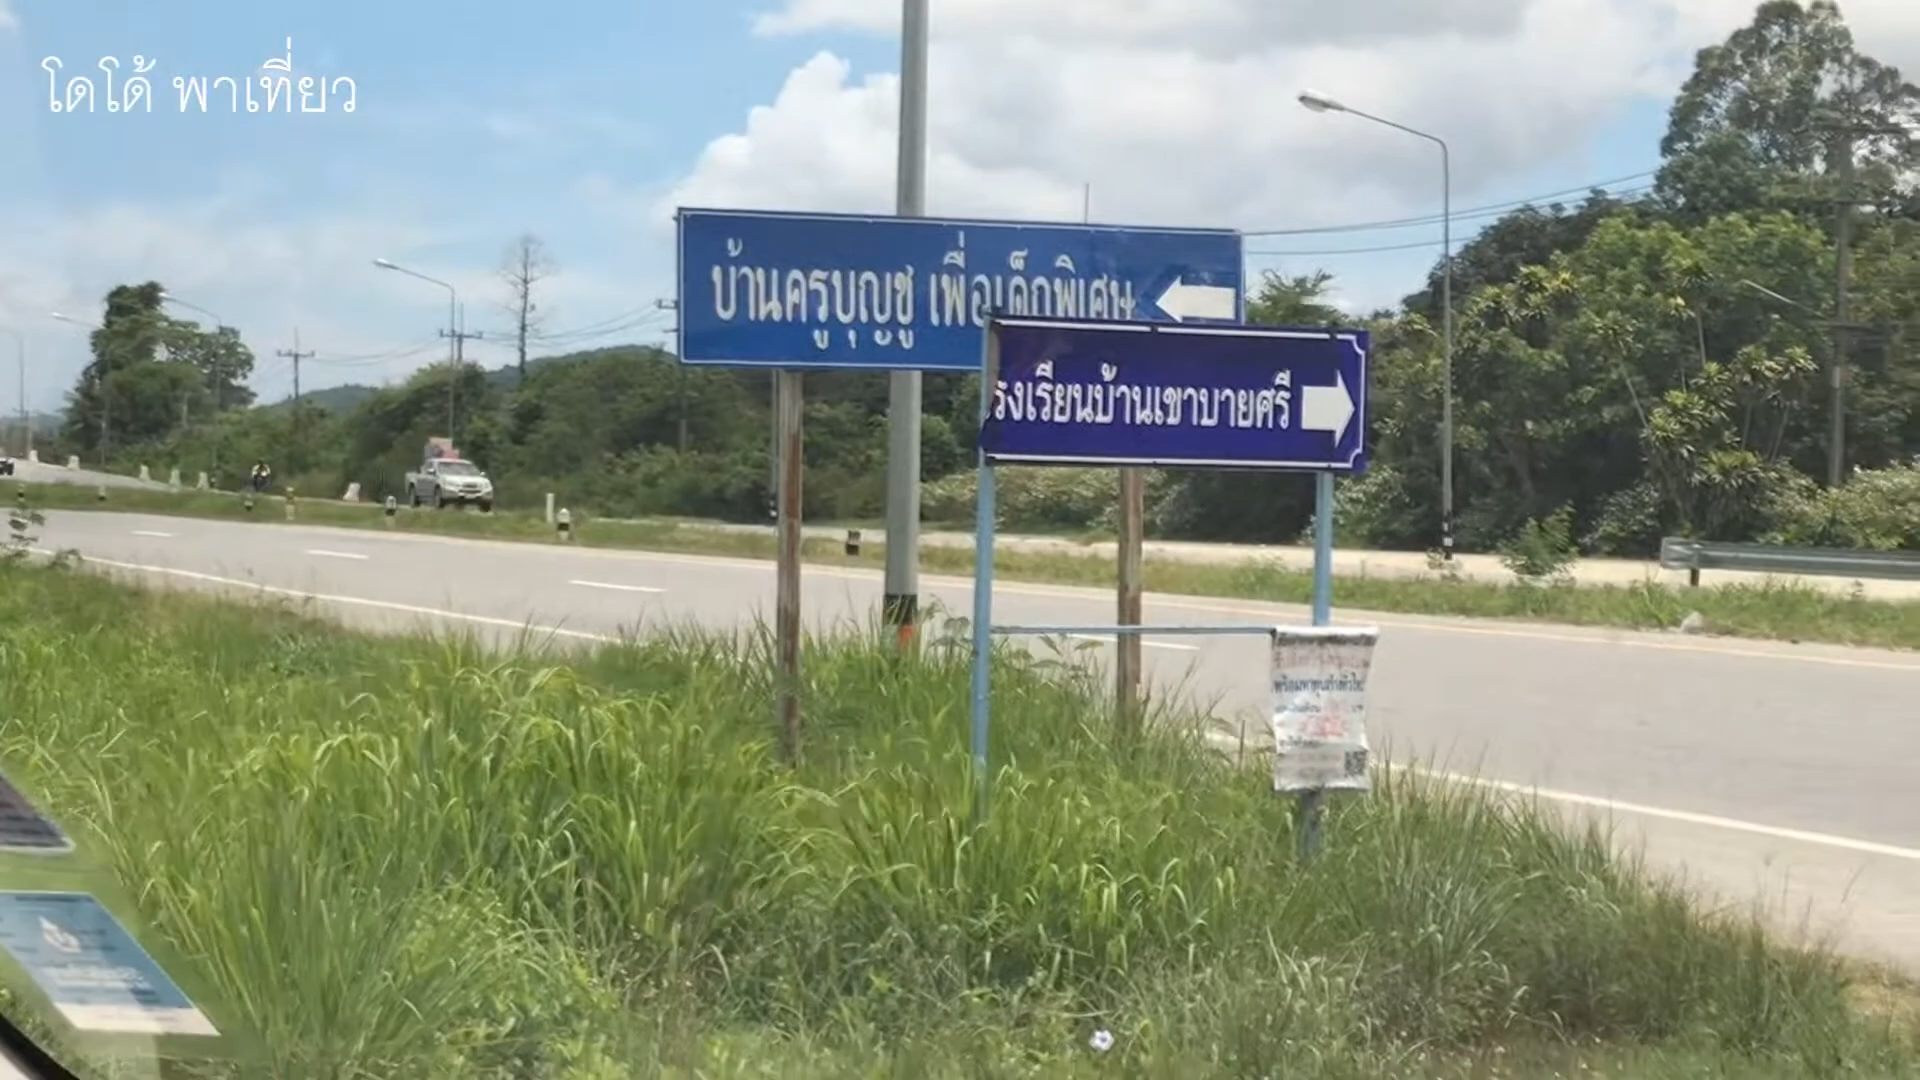 โดโด้ พาเที่ยว
บ้านครูบุญชู เพื่อเด็กพิเศษ
รงเรียนบ้านเขาบายศรี